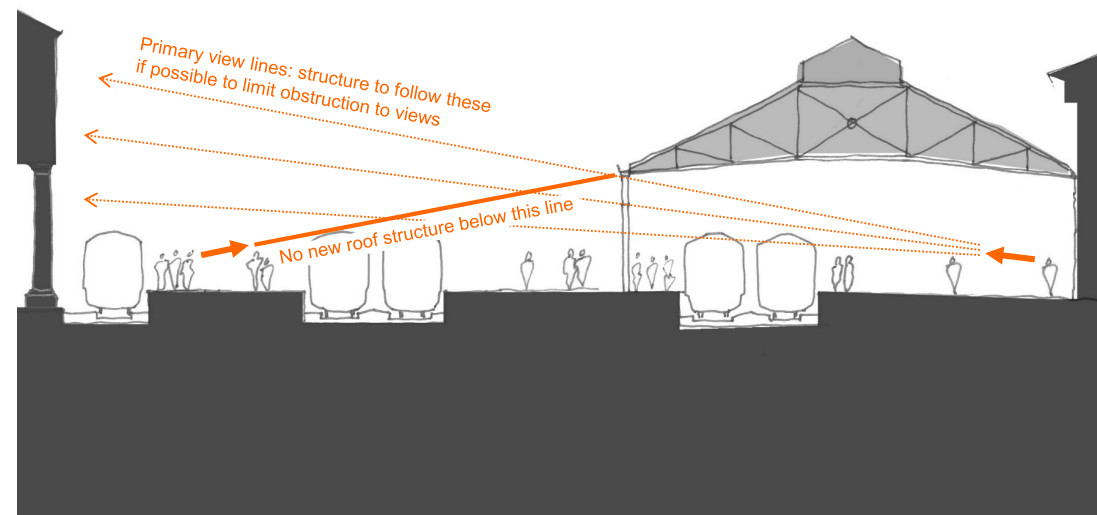 Primary view lines: structure to follow these
if possible to limit obstruction to views
No new roof structure below this line